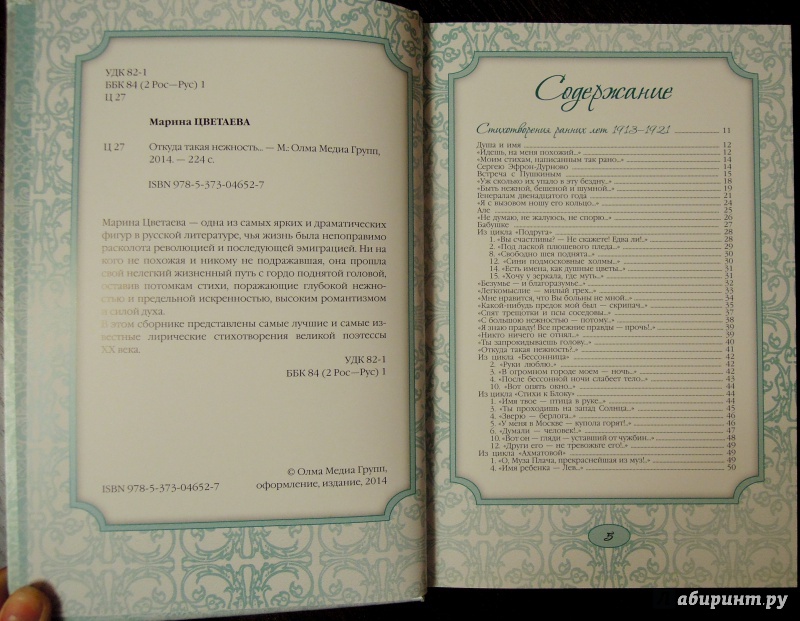 УДК 82-1
ББК 84 (2 Рос—Рус) 1
Ц 27
Марина ЦВЕТАЕВА
Ц 27 Откуда такая нежность.. — М.: Олма Медиа Групп,
2014. — 224 с.
ISBN 978-5-373-04652-7
Марина Цветаева — одна из самых ярких и драматических
фигур в русской литературе, чья жизнь была непоправимо
расколота революцией и последующей эмиграцией. Ни на
кого не похожая и никому не подражавшая, она прошла
свой нелегкий жизненный путь с гордо поднятой головой,
оставив потомкам стихи, поражающие глубокой нежно-
стью и предельной искренностью, высоким романтизмом
и силой духа.
В этом сборнике представлены самые лучшие и самые из-
вестные лирические стихотворения великой поэтессы
XX века.
УДК 82-1
ББК 84 (2 Рос—Рус) 1
© Олма Медиа Групп,
ISBN 978-5-373-04652-7 оформление, издание, 2014
Содержание
Стихотворения ранних лет 1913–1921 11
Душа и имя 12
«Идешь, на меня похожий..» 12
«Моим стихам, написанным так рано..» 14
Сергею Эфрон-Дурново 14
Встреча с Пушкиным 15
«Уж сколько их упало в эту бездну..» 18
«Быть нежной, бешеной и шумной..» 19
Генералам двенадцатого года 21
«Я с вызовом ношу его кольцо..» 24
Але 25
«Не думаю, не жалуюсь, не спорю..» 26
Бабушке 27
Из цикла «Подруга» 28
1. «Вы счастливы? — Не скажете! Едва ли!..» 28
2. «Под лаской плюшевого пледа..» 29
8. «Свободно шея поднята..» 30
12. «Сини подмосковные холмы..» 30
14. «Есть имена, как душные цветы..» 31
15. «Хочу у зеркала, где муть..» 31
«Безумье — и благоразумье..» 32
«Легкомыслие — милый грех..» 33
«Мне нравится, что Вы больны не мной..» 34
«Какой-нибудь предок мой был — скрипач..» 35
«Спят трещотки и псы соседовы..» 37
«С большою нежностью — потому..» 38
«Я знаю правду! Все прежние правды — прочь!..» 39
«Никто ничего не отнял..» 39
«Ты запрокидываешь голову..» 40
«Откуда такая нежность?..» 41
Из цикла «Бессонница» 42
2. «Руки люблю..» 42
3. «В огромном городе моем — ночь..» 42
4. «После бессонной ночи слабеет тело..» 43
10. «Вот опять окно..» 44
Из цикла «Стихи к Блоку» 44
1. «Имя твое — птица в руке..» 44
3. «Ты проходишь на запад Солнца..» 45
4. «Зверю — берлога..» 46
5. «У меня в Москве — купола горят!..» 46
6. «Думали — человек!..» 47
10. «Вот он — гляди — уставший от чужбин..» 48
12. «Други его — не тревожьте его!..» 49
Из цикла «Ахматовой» 49
1. «О, Муза Плача, прекраснейшая из муз!..» 49
4. «Имя ребенка — Лев..» 50
5
абиринт.ру